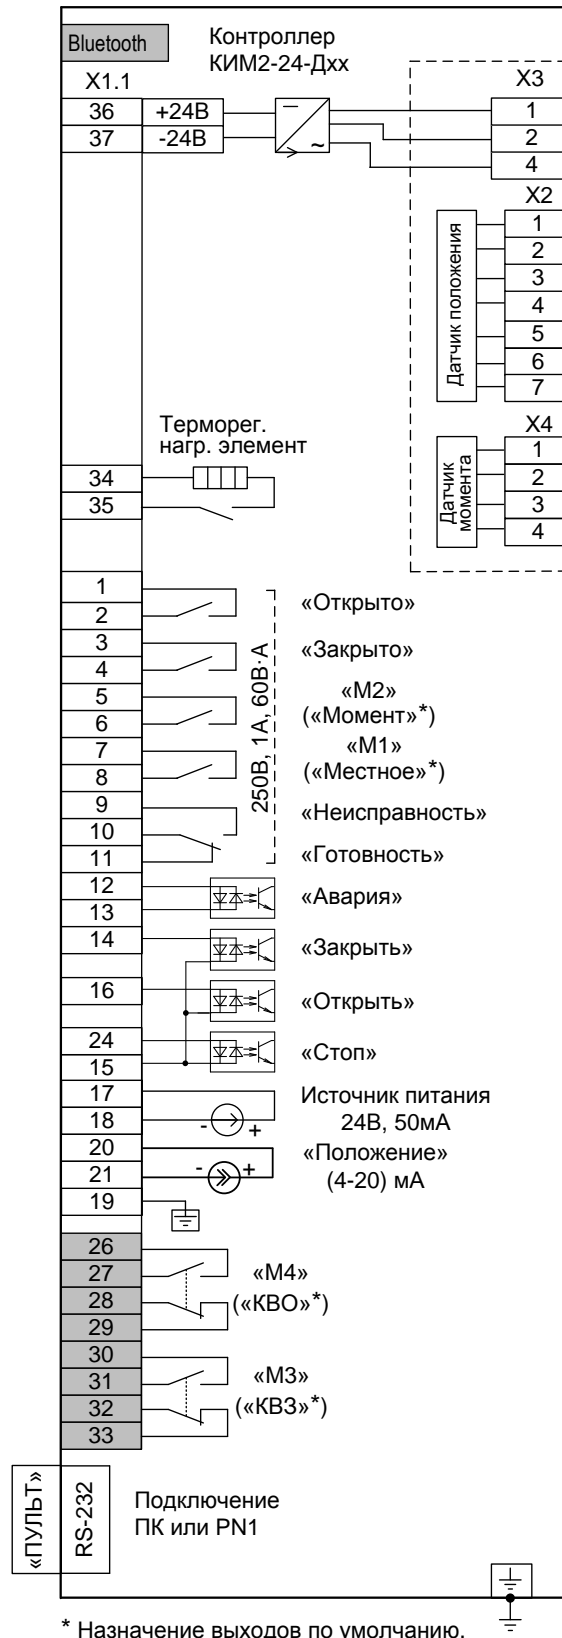 Bluetooth
Контроллер
КИМ2-24-Дхх
X1.1
X3
36 +24В
37 -24В
1
2
4
X2
Датчик положения
1
2
3
4
5
6
7
Терморег.
нагр. элемент
X4
Датчик
момента
1
2
3
4
34
35
250В, 1А, 60В·А
1
2
«Открыто»
3
4
«Закрыто»
5
6
«М2»
(«Момент»*)
7
8
«М1»
(«Местное»*)
9
10
11
«Неисправность»
«Готовность»
12
13
«Авария»
14
«Закрыть»
16
«Открыть»
24
15
«Стоп»
17
18
- +
Источник питания
24В, 50мА
20
21
- +
«Положение»
(4-20) мА
19
26
27
28
29
«М4»
(«КВО»*)
30
31
32
33
«М3»
(«КВЗ»*)
«ПУЛЬТ»
RS-232
Подключение
ПК или PN1
* Назначение выходов по умолчанию.